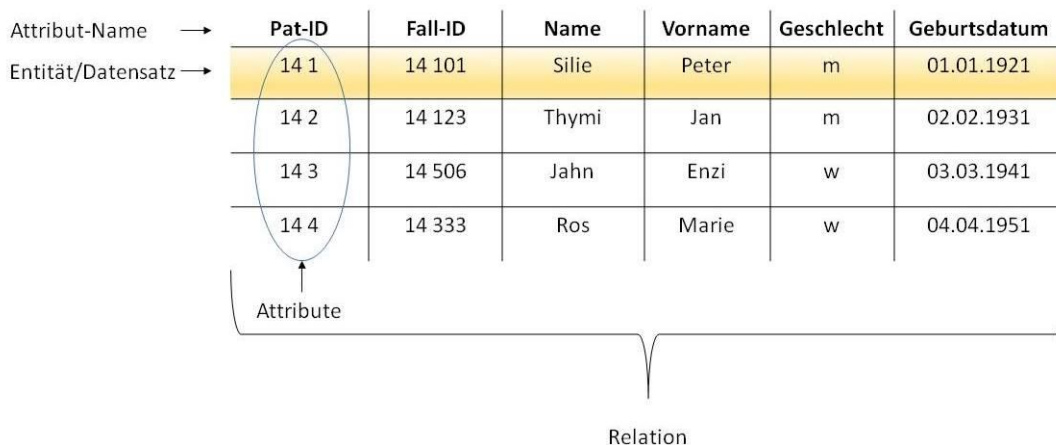 Attribut-Name Pat-ID Fall-ID Name Vorname Geschlecht Geburtsdatum
Entität/Datensatz 14 1 14 101 Silie Peter m 01.01.1921
14 2 14 123 Thymi Jan m 02.02.1931
14 3 14 506 Jahn Enzi w 03.03.1941
14 4 14 333 Ros Marie w 04.04.1951
Attribute
Relation